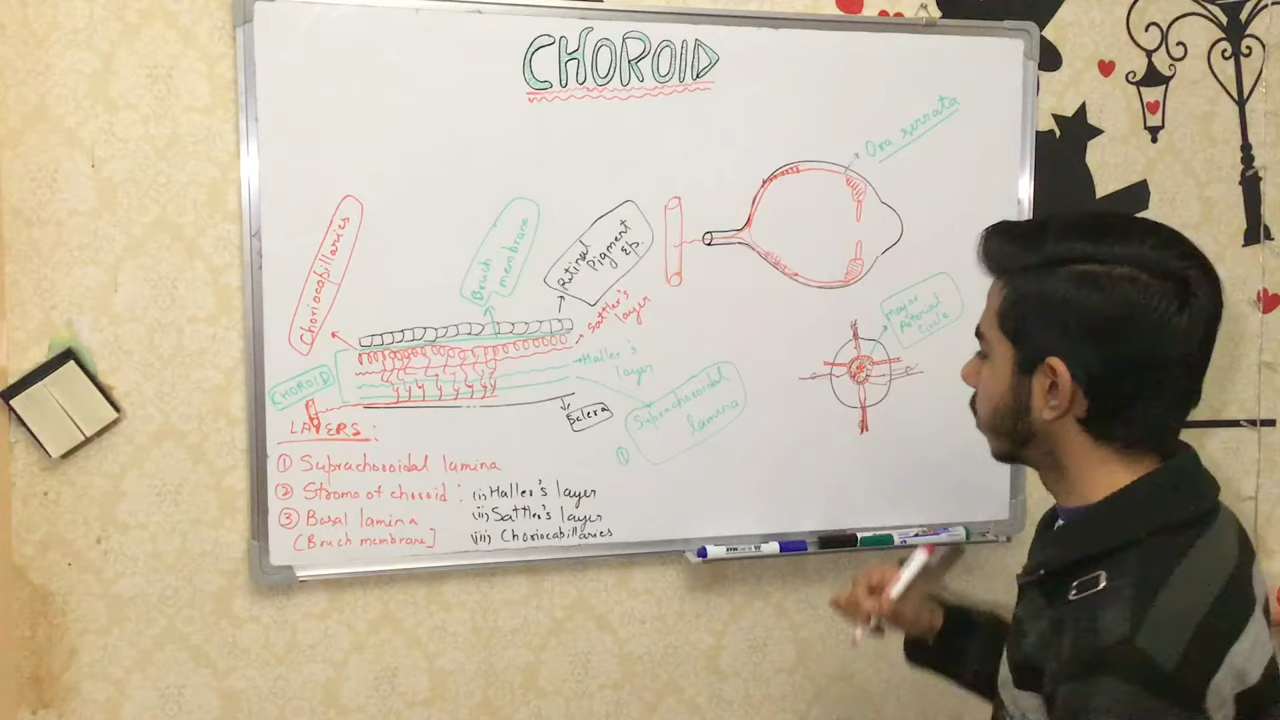 CHOROID
Ora serrata
Choriocapillaries
Bruch
membrane
Retinal
Pigment
Ep.
Sattler's
layer
Haller's
layer
Major
Arterial
Circle
CHOROID
Sclera
Suprachoroidal
lamina
①
LAYERS:
① Suprachoroidal lamina
② Stroma of choroid : (i) Haller's layer
(ii) Sattler's layer
③ Basal lamina
[Bruch membrane]
(iii) Choriocapillaries